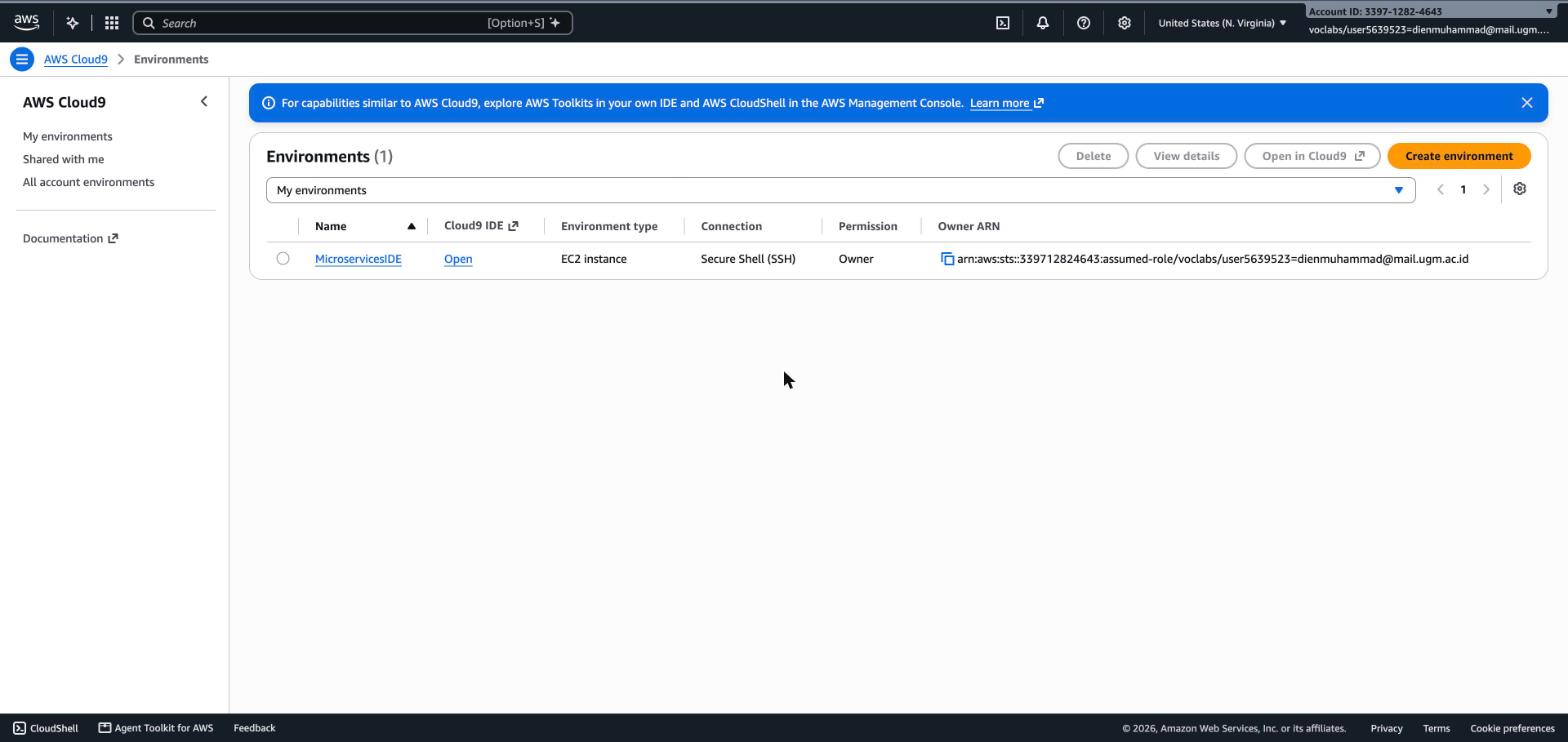 aws
Search [Option+S]
United States (N. Virginia)
Account ID: 3397-1282-4643
voclabs/user5639523=dienmuhammad@mail.ugm....
AWS Cloud9 > Environments
AWS Cloud9
My environments
Shared with me
All account environments
Documentation
For capabilities similar to AWS Cloud9, explore AWS Toolkits in your own IDE and AWS CloudShell in the AWS Management Console. Learn more
Environments (1)
Delete View details Open in Cloud9 Create environment
My environments
1
Name Cloud9 IDE Environment type Connection Permission Owner ARN
MicroservicesIDE Open EC2 instance Secure Shell (SSH) Owner arn:aws:sts::339712824643:assumed-role/voclabs/user5639523=dienmuhammad@mail.ugm.ac.id
CloudShell Agent Toolkit for AWS Feedback
© 2026, Amazon Web Services, Inc. or its affiliates. Privacy Terms Cookie preferences